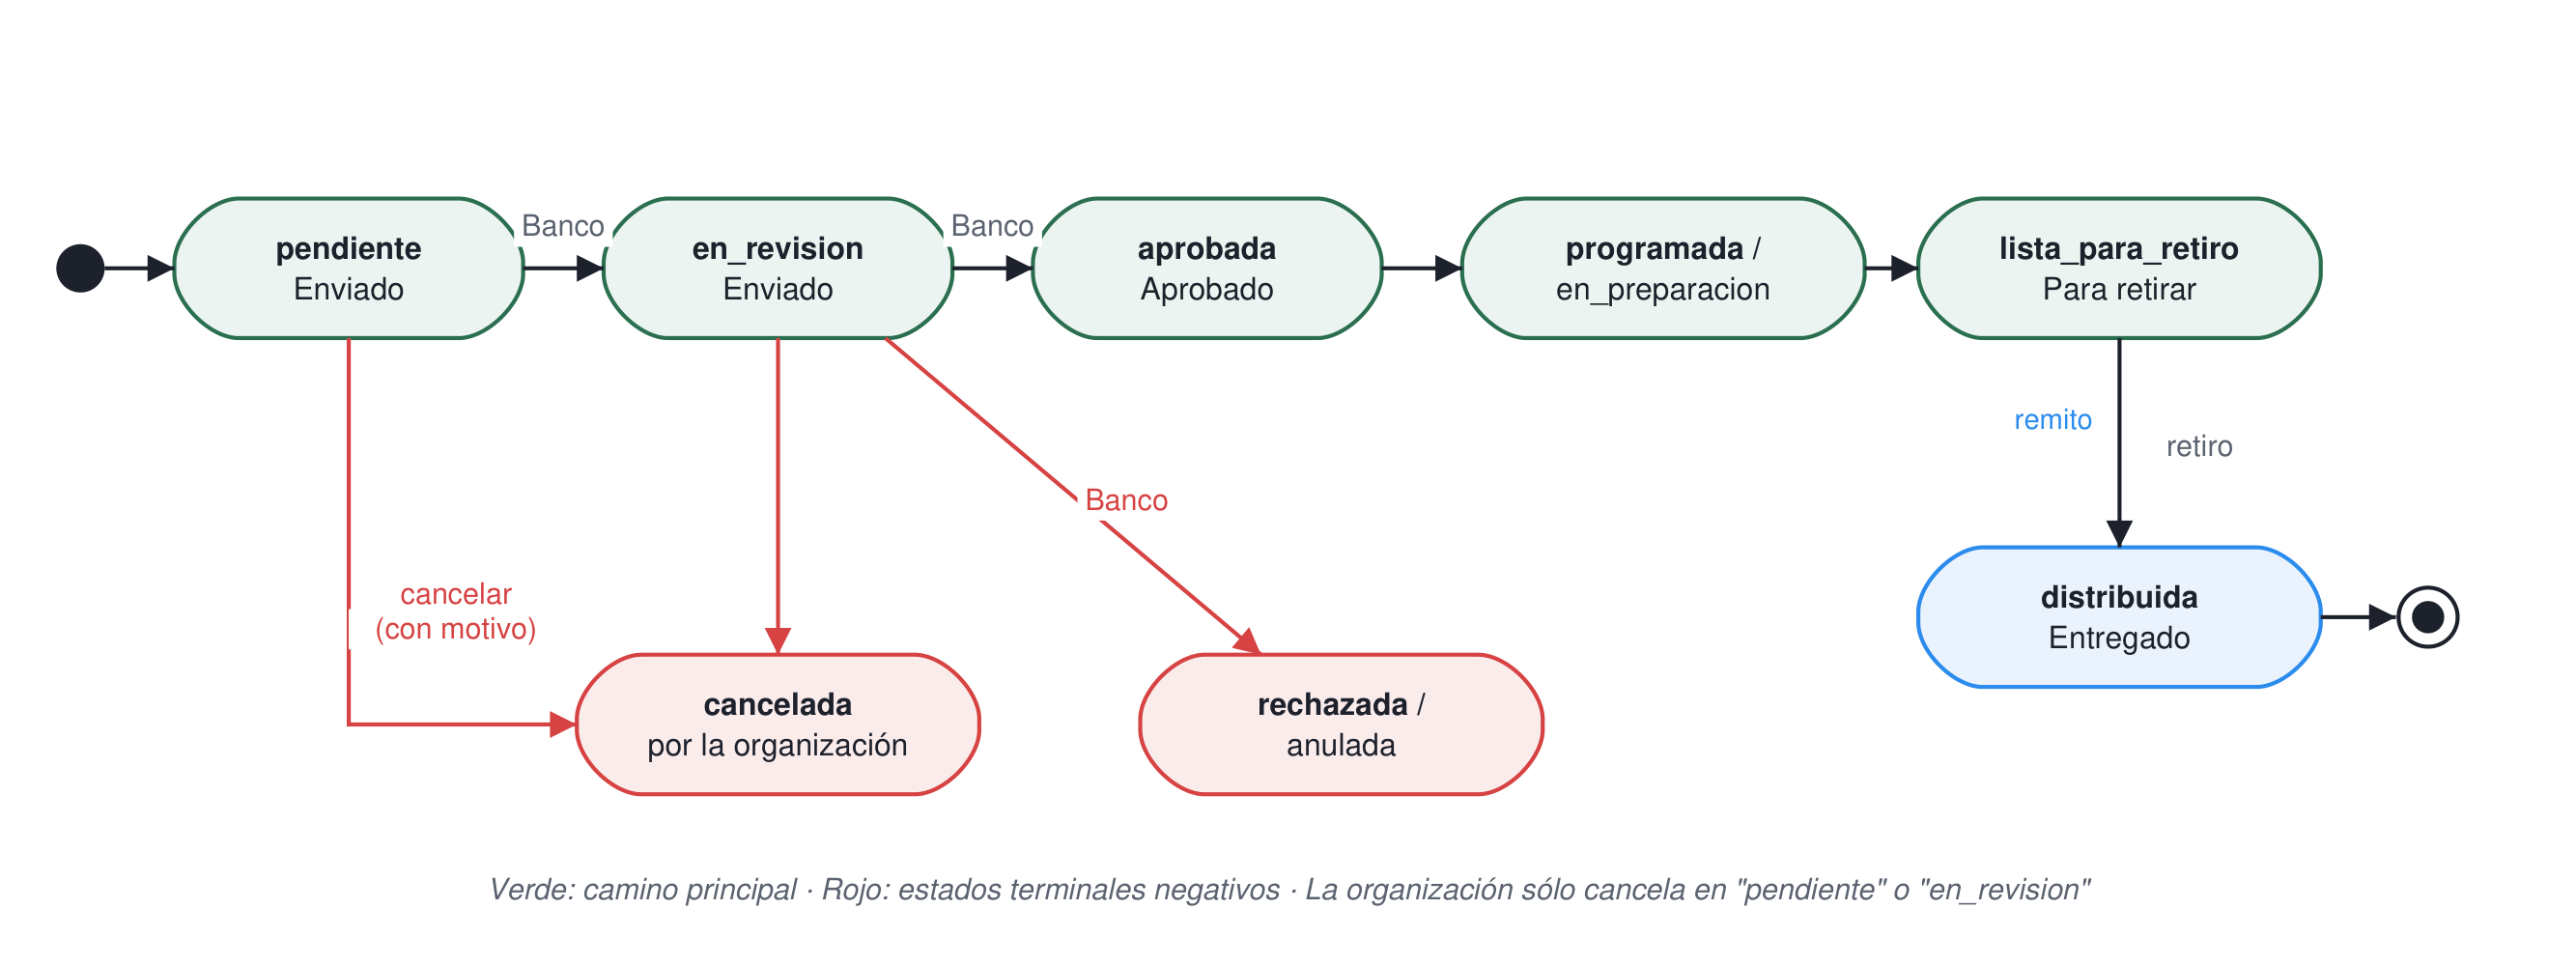 pendiente
Enviado
Banco
en_revision
Enviado
Banco
aprobada
Aprobado
programada /
en_preparacion
lista_para_retiro
Para retirar
remito
retiro
Banco
cancelar
(con motivo)
distribuida
Entregado
cancelada
por la organización
rechazada /
anulada
Verde: camino principal · Rojo: estados terminales negativos · La organización sólo cancela en "pendiente" o "en_revision"